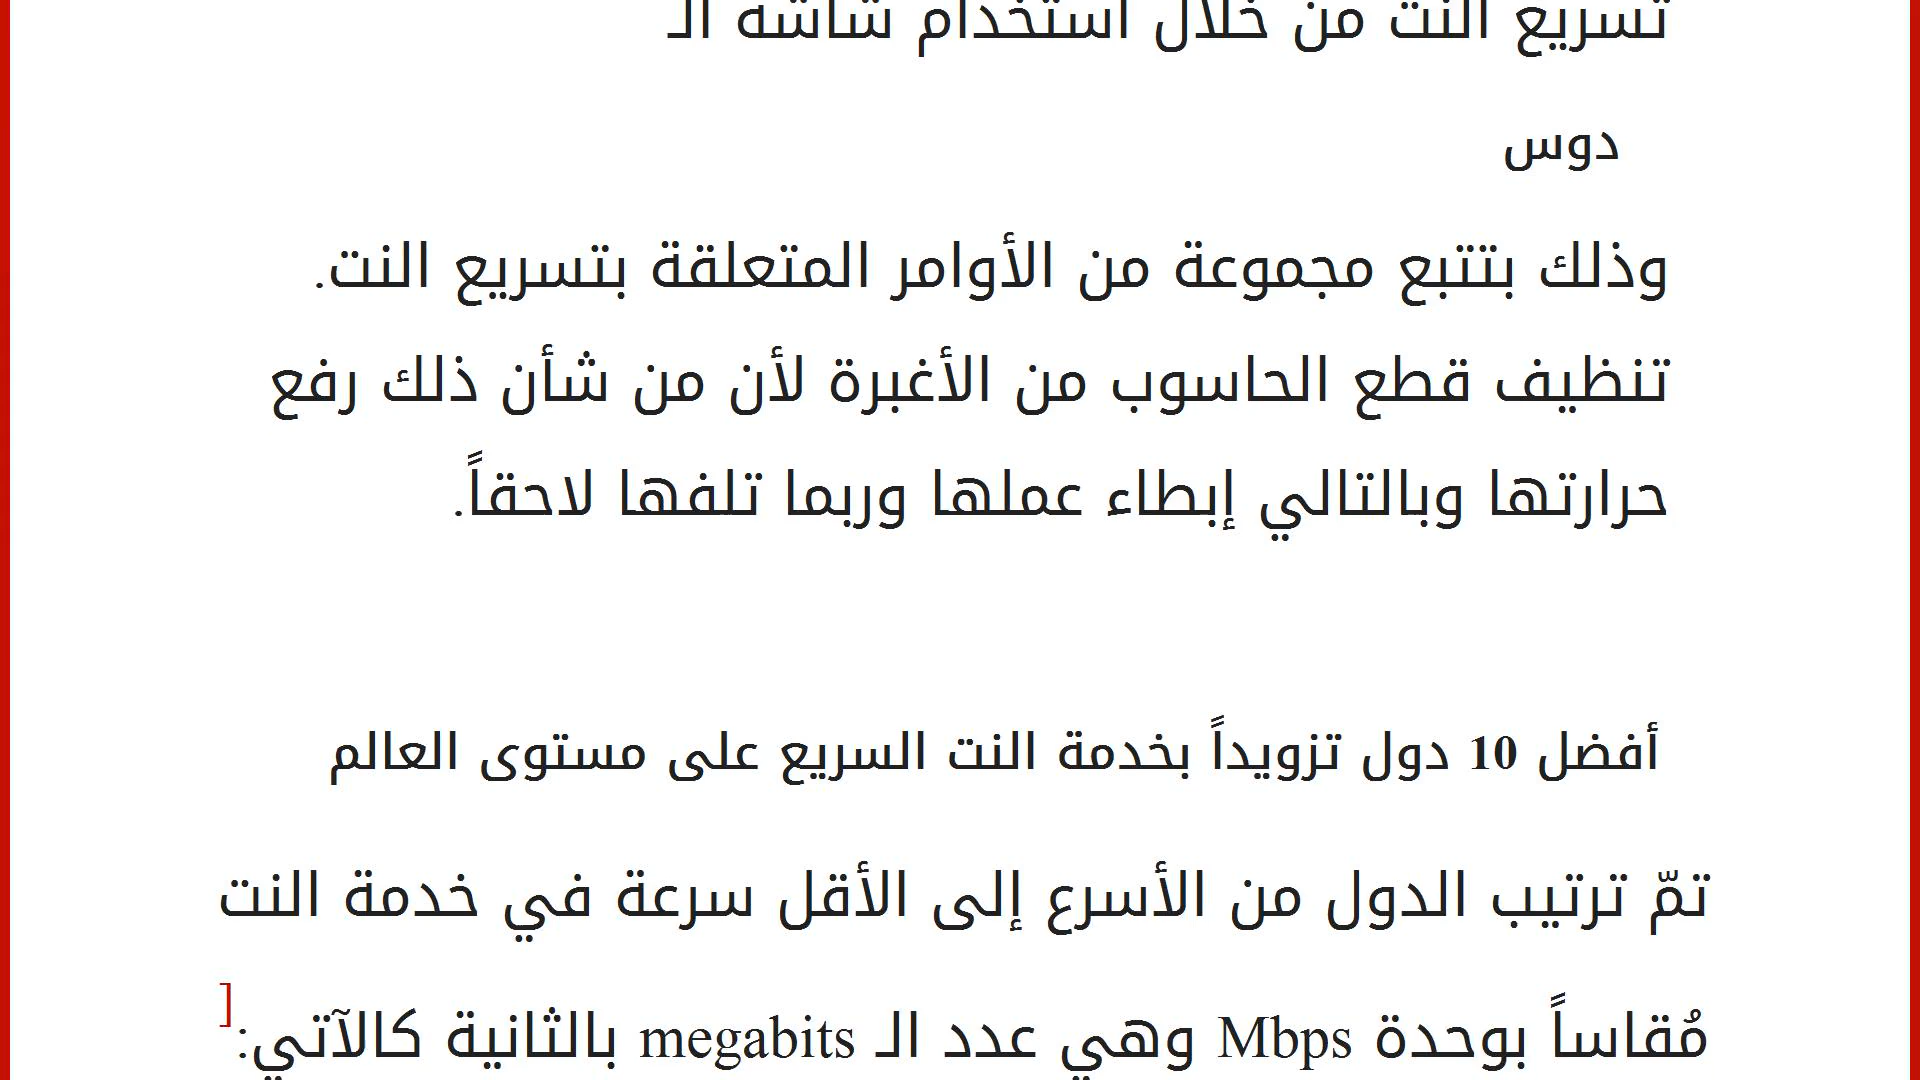 تسريع النت من خلال استخدام شاشة الـ
دوس
وذلك بتتبع مجموعة من الأوامر المتعلقة بتسريع النت.
تنظيف قطع الحاسوب من الأغبرة لأن من شأن ذلك رفع
حرارتها وبالتالي إبطاء عملها وربما تلفها لاحقاً.
أفضل 10 دول تزويداً بخدمة النت السريع على مستوى العالم
تمّ ترتيب الدول من الأسرع إلى الأقل سرعة في خدمة النت
مُقاساً بوحدة Mbps وهي عدد الـ megabits بالثانية كالآتي:[